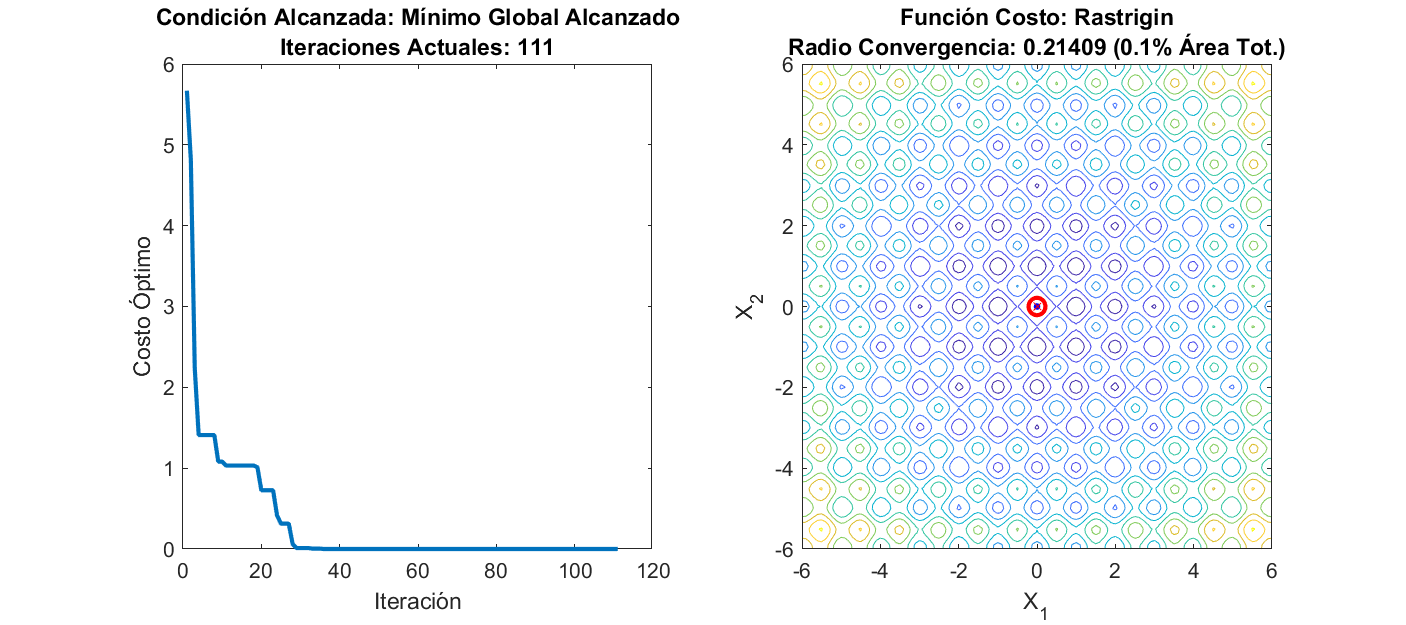 Condición Alcanzada: Mínimo Global Alcanzado
Iteraciones Actuales: 111
6
5
4
3
2
1
0
Costo Óptimo
0 20 40 60 80 100 120
Iteración
Función Costo: Rastrigin
Radio Convergencia: 0.21409 (0.1% Área Tot.)
6
4
2
0
-2
-4
-6
X2
-6 -4 -2 0 2 4 6
X1